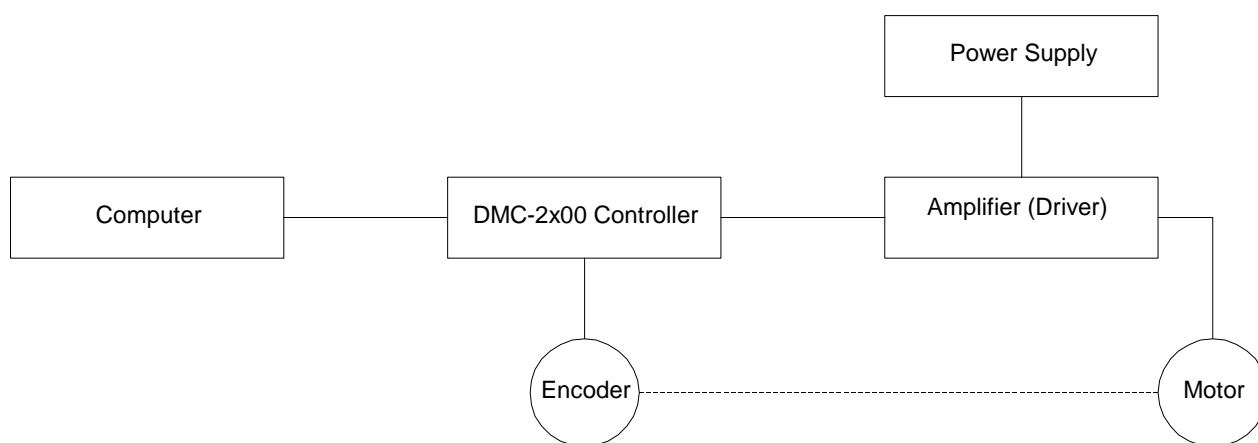 Power Supply
Computer
DMC-2x00 Controller
Amplifier (Driver)
Encoder
Motor